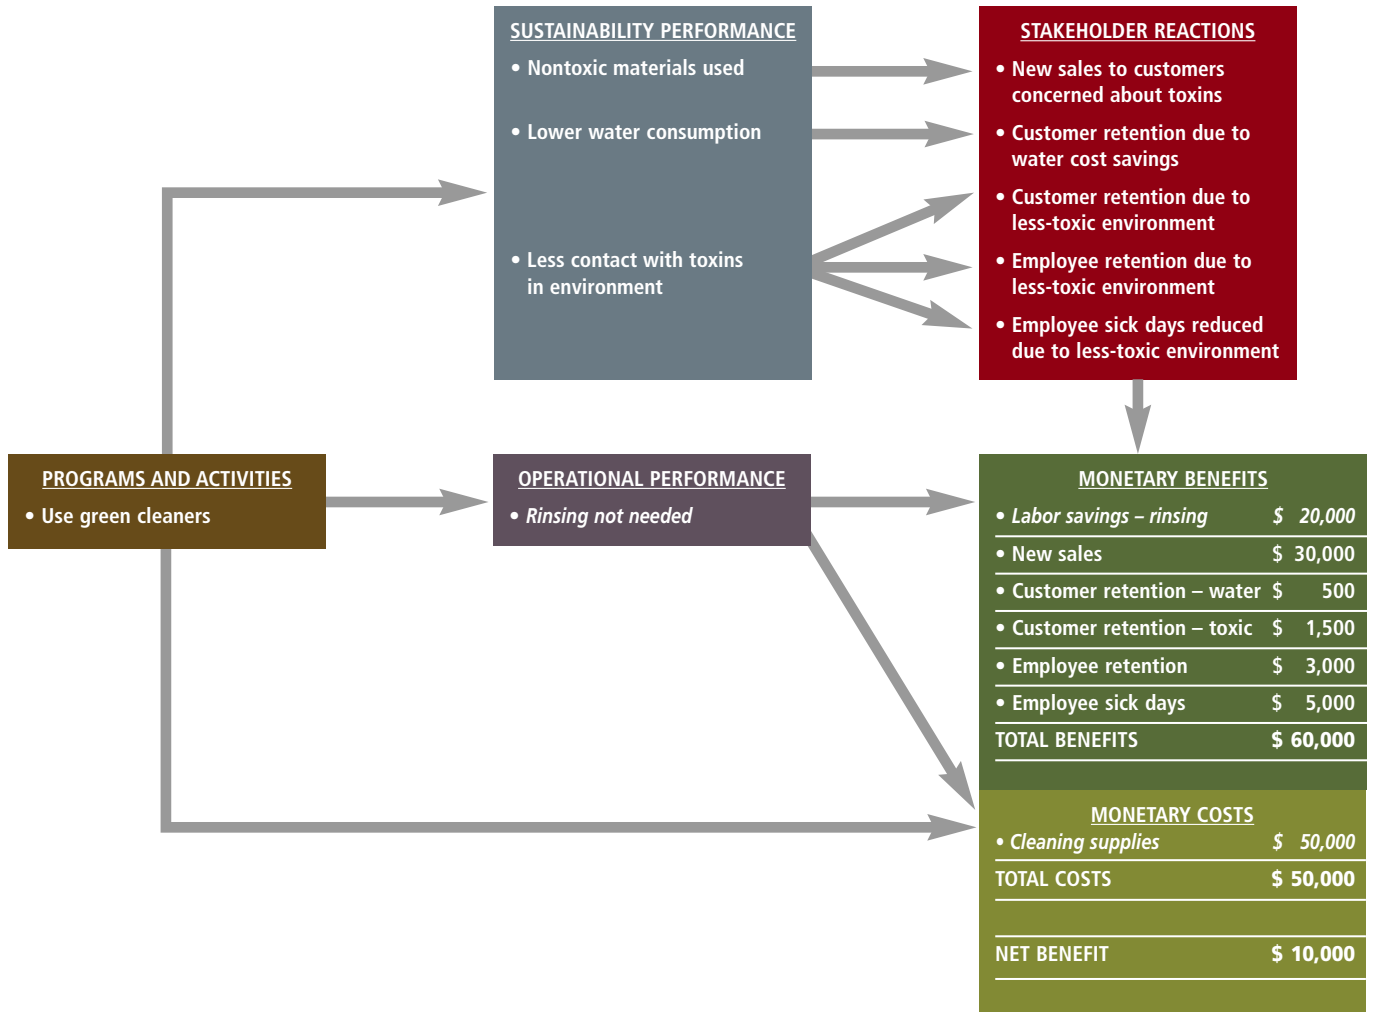 SUSTAINABILITY PERFORMANCE
• Nontoxic materials used
• Lower water consumption
• Less contact with toxins
in environment
STAKEHOLDER REACTIONS
• New sales to customers
concerned about toxins
• Customer retention due to
water cost savings
• Customer retention due to
less-toxic environment
• Employee retention due to
less-toxic environment
• Employee sick days reduced
due to less-toxic environment
PROGRAMS AND ACTIVITIES
• Use green cleaners
OPERATIONAL PERFORMANCE
• Rinsing not needed
MONETARY BENEFITS
• Labor savings – rinsing $ 20,000
• New sales $ 30,000
• Customer retention – water $ 500
• Customer retention – toxic $ 1,500
• Employee retention $ 3,000
• Employee sick days $ 5,000
TOTAL BENEFITS $ 60,000
MONETARY COSTS
• Cleaning supplies $ 50,000
TOTAL COSTS $ 50,000
NET BENEFIT $ 10,000